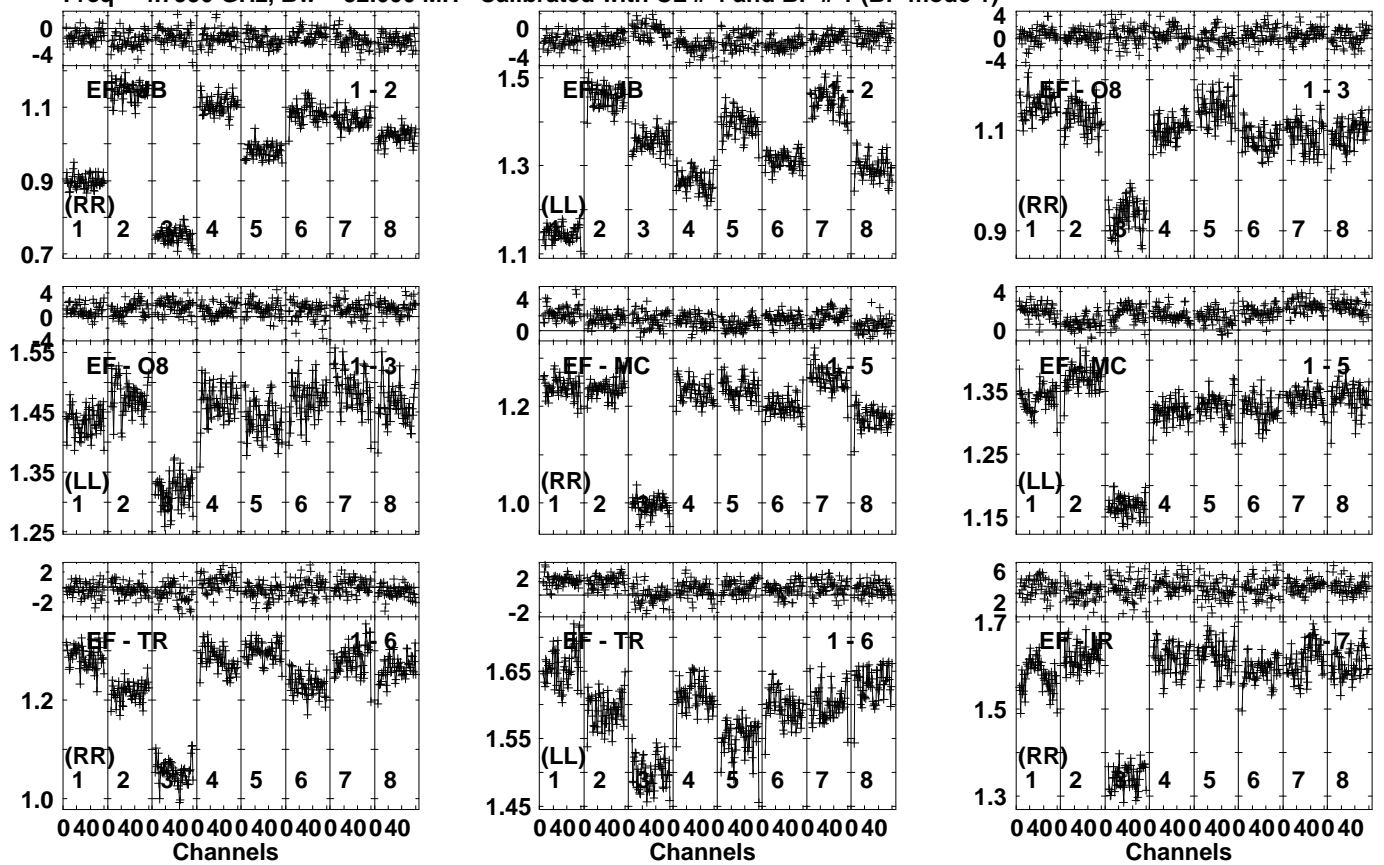 Calibrated with CL # 4 and BP # 1 (BP mode 1)
0
-4
EF - JB 1 - 2
1.1
0.9
0.7
(RR)
1 2 3 4 5 6 7 8
0
-4
EF - JB 1 - 2
1.5
1.3
1.1
(LL)
1 2 3 4 5 6 7 8
4
0
-4
EF - O8 1 - 3
1.1
0.9
(RR)
1 2 3 4 5 6 7 8
4
0
-4
EF - O8 1 - 3
1.55
1.45
1.35
1.25
(LL)
1 2 3 4 5 6 7 8
4
0
EF - MC 1 - 5
1.2
1.0
(RR)
1 2 3 4 5 6 7 8
4
0
EF - MC 1 - 5
1.35
1.25
1.15
(LL)
1 2 3 4 5 6 7 8
2
-2
EF - TR 1 - 6
1.2
1.0
(RR)
1 2 3 4 5 6 7 8
0 40 0 40 0 40 0 40 0 40 0 40 0 40 0 40
Channels
2
-2
EF - TR 1 - 6
1.65
1.55
1.45
(LL)
1 2 3 4 5 6 7 8
0 40 0 40 0 40 0 40 0 40 0 40 0 40 0 40
Channels
6
2
EF - IR 1 - 7
1.7
1.5
1.3
(RR)
1 2 3 4 5 6 7 8
0 40 0 40 0 40 0 40 0 40 0 40 0 40 0 40
Channels